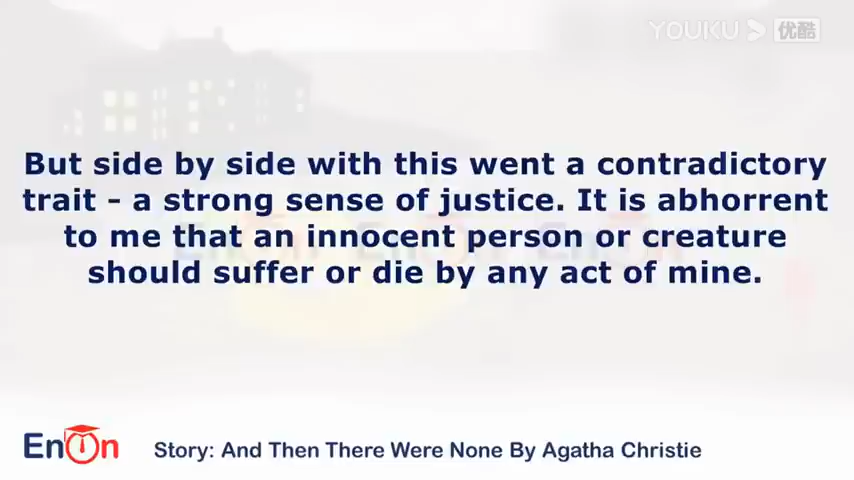 YOUKU 优酷
But side by side with this went a contradictory
trait - a strong sense of justice. It is abhorrent
to me that an innocent person or creature
should suffer or die by any act of mine.
EnOn
Story: And Then There Were None By Agatha Christie